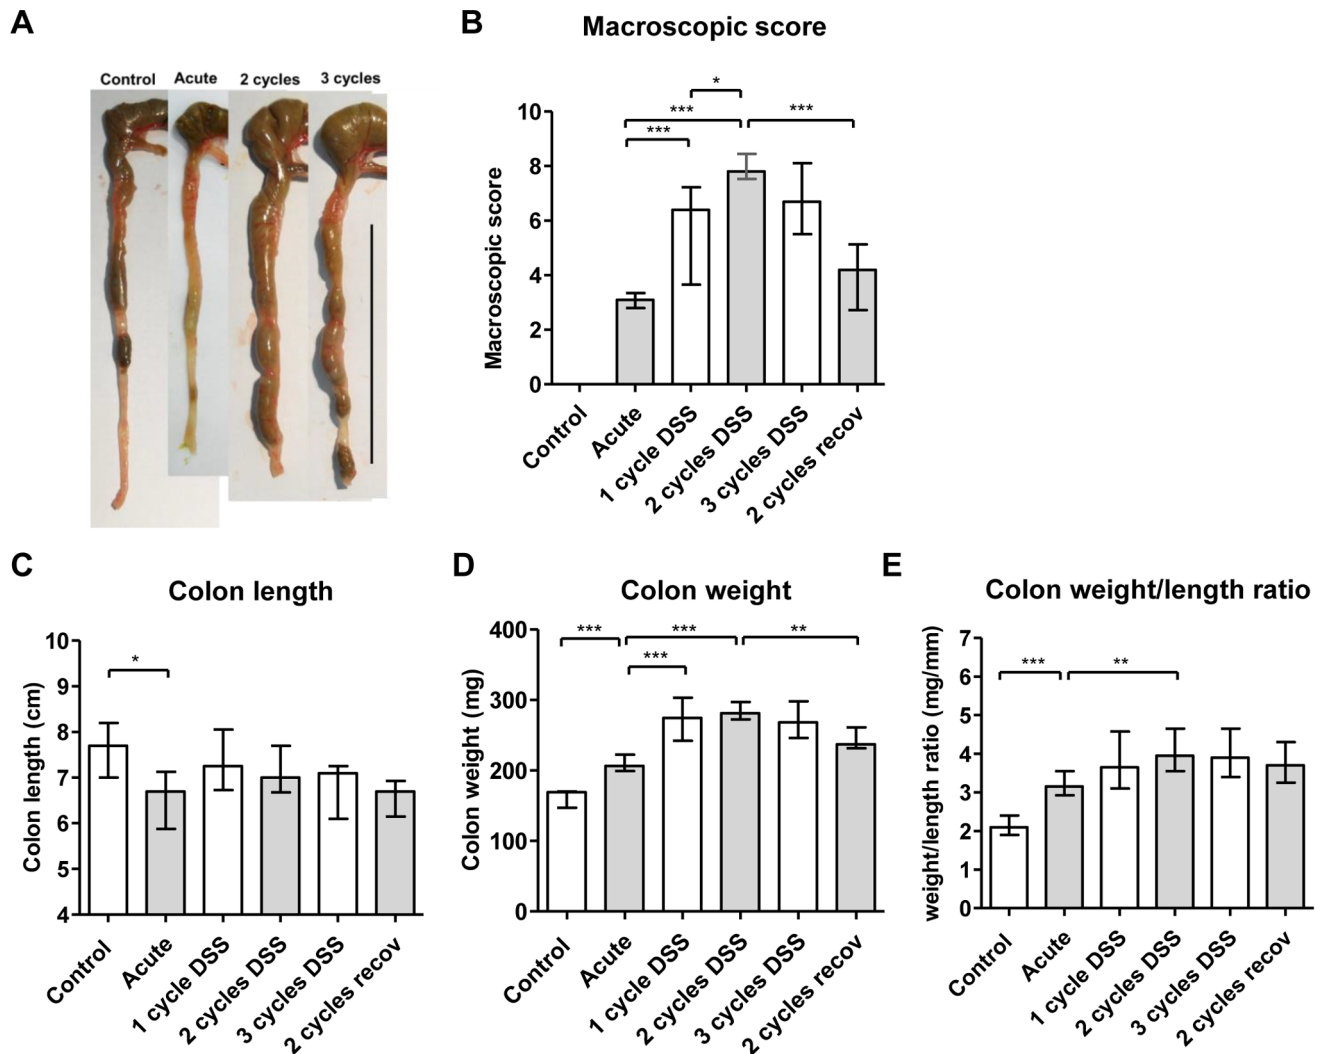 A
Control Acute 2 cycles 3 cycles
B
Macroscopic score
Macroscopic score
10
8
6
4
2
0
*
***
***
***
Control
Acute
1 cycle DSS
2 cycles DSS
3 cycles DSS
2 cycles recov
C
Colon length
Colon length (cm)
10
9
8
7
6
5
4
*
Control
Acute
1 cycle DSS
2 cycles DSS
3 cycles DSS
2 cycles recov
D
Colon weight
Colon weight (mg)
400
300
200
100
0
***
***
**
***
Control
Acute
1 cycle DSS
2 cycles DSS
3 cycles DSS
2 cycles recov
E
Colon weight/length ratio
weight/length ratio (mg/mm)
7
6
5
4
3
2
1
0
***
**
Control
Acute
1 cycle DSS
2 cycles DSS
3 cycles DSS
2 cycles recov